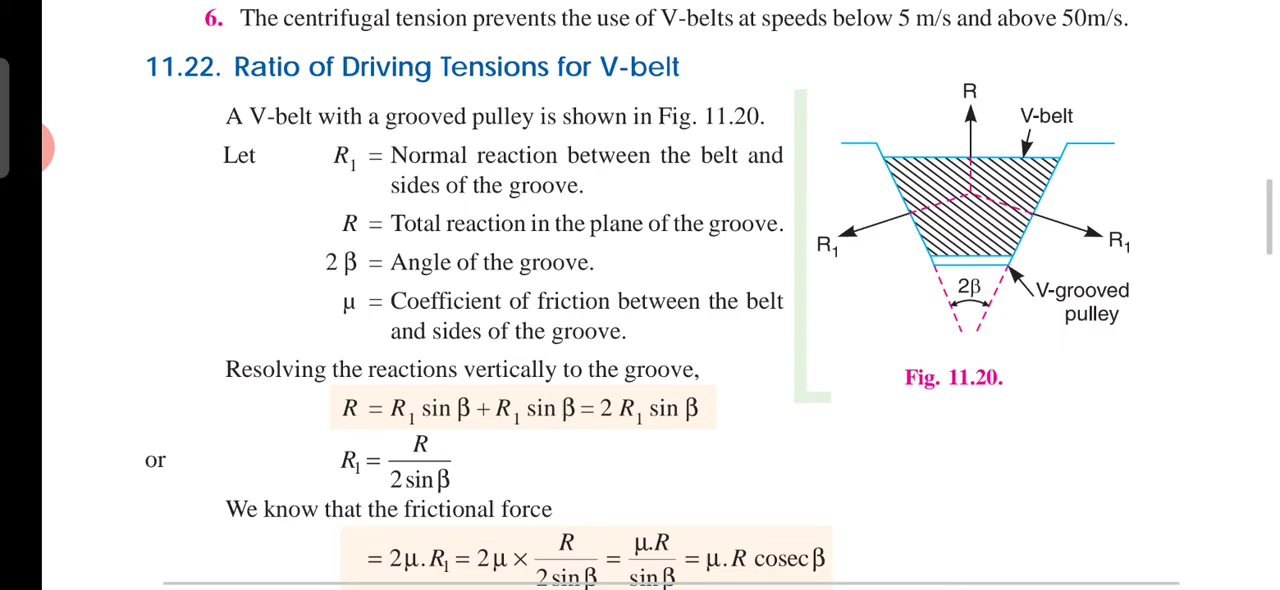 6. The centrifugal tension prevents the use of V-belts at speeds below 5 m/s and above 50m/s.
11.22. Ratio of Driving Tensions for V-belt
A V-belt with a grooved pulley is shown in Fig. 11.20.
Let R₁ = Normal reaction between the belt and
sides of the groove.
R = Total reaction in the plane of the groove.
2 β = Angle of the groove.
μ = Coefficient of friction between the belt
and sides of the groove.
Resolving the reactions vertically to the groove,
R = R₁ sin β + R₁ sin β = 2 R₁ sin β
or R₁ = R / 2 sin β
We know that the frictional force
= 2μ. R₁ = 2μ × R / 2 sin β = μ.R / sin β = μ. R cosec β
R
V-belt
R₁
R₁
2β
V-grooved
pulley
Fig. 11.20.